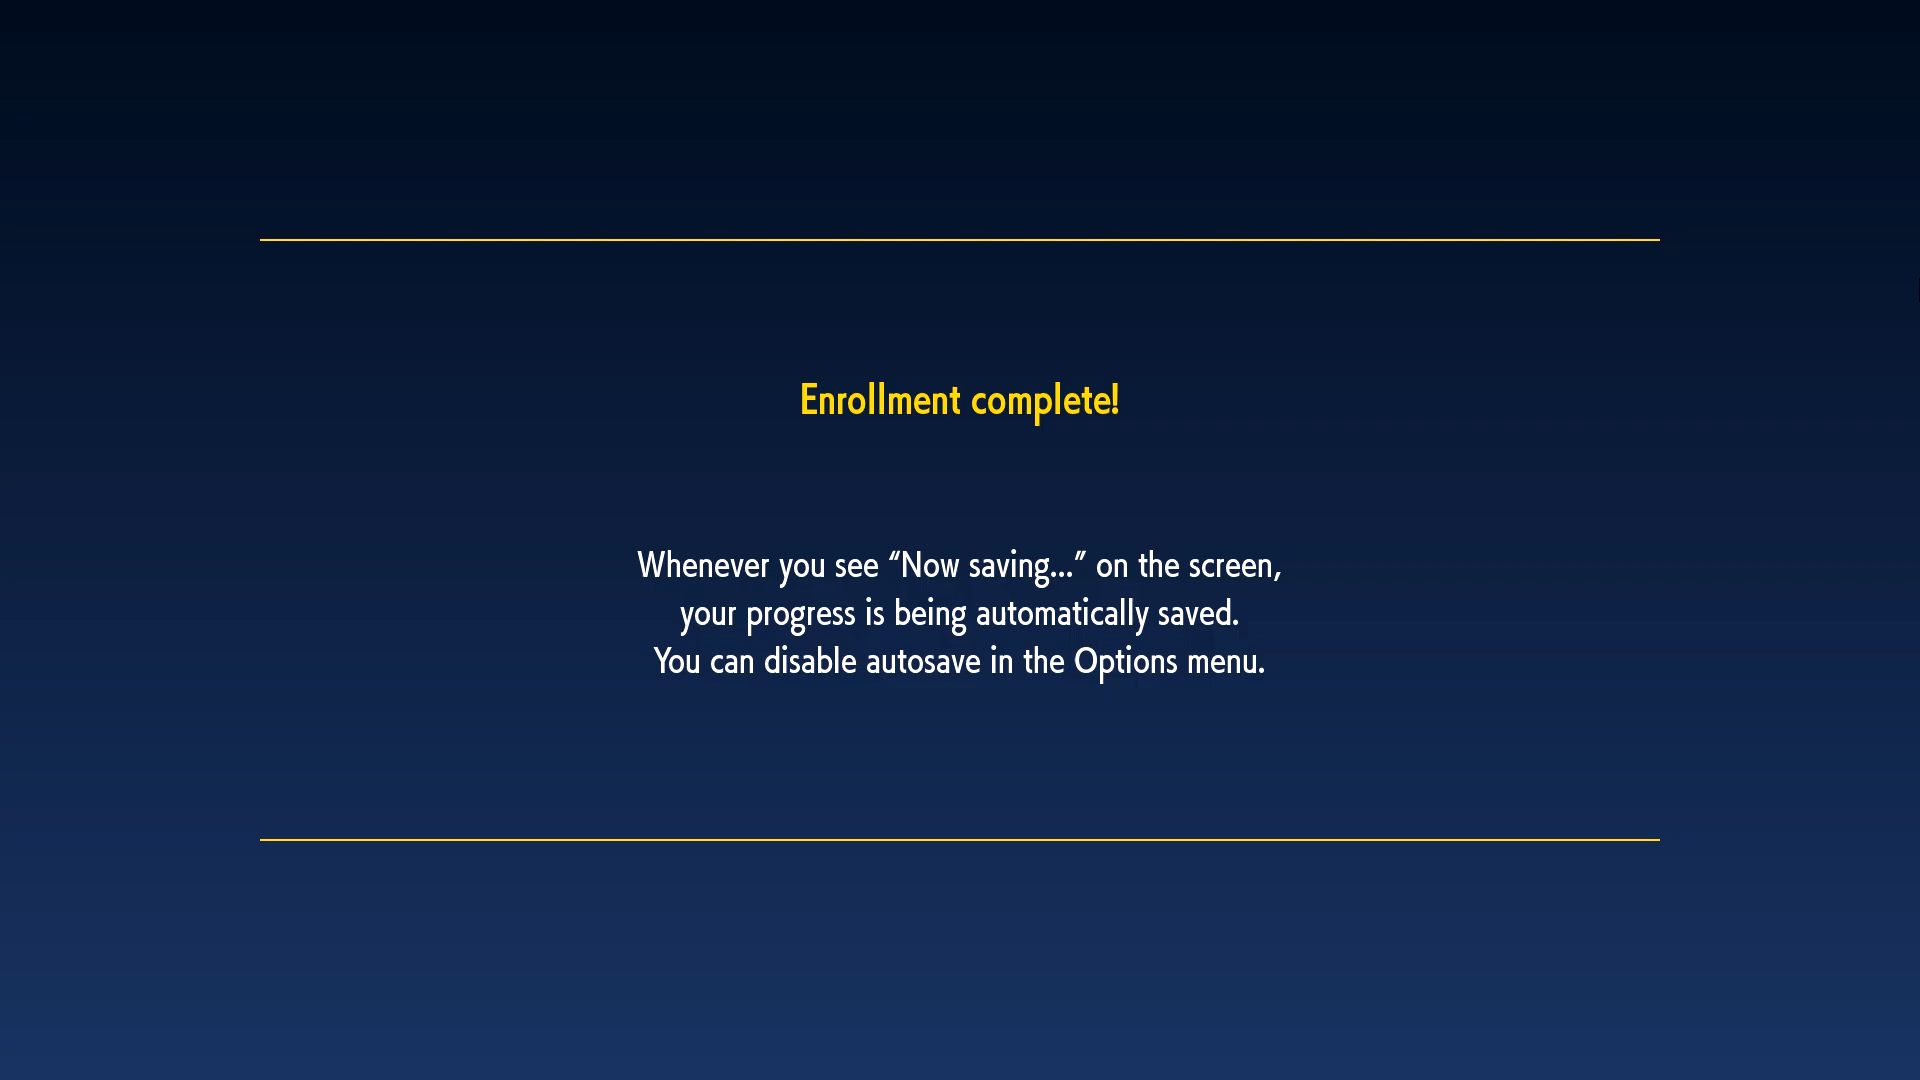 Enrollment complete!
Whenever you see “Now saving...” on the screen,
your progress is being automatically saved.
You can disable autosave in the Options menu.